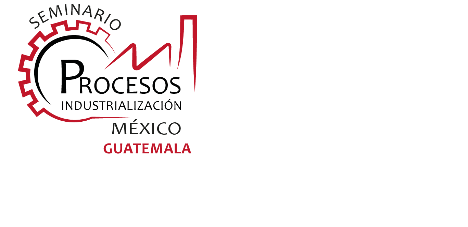 SEMINARIO
PROCESOS
INDUSTRIALIZACIÓN
MÉXICO
GUATEMALA